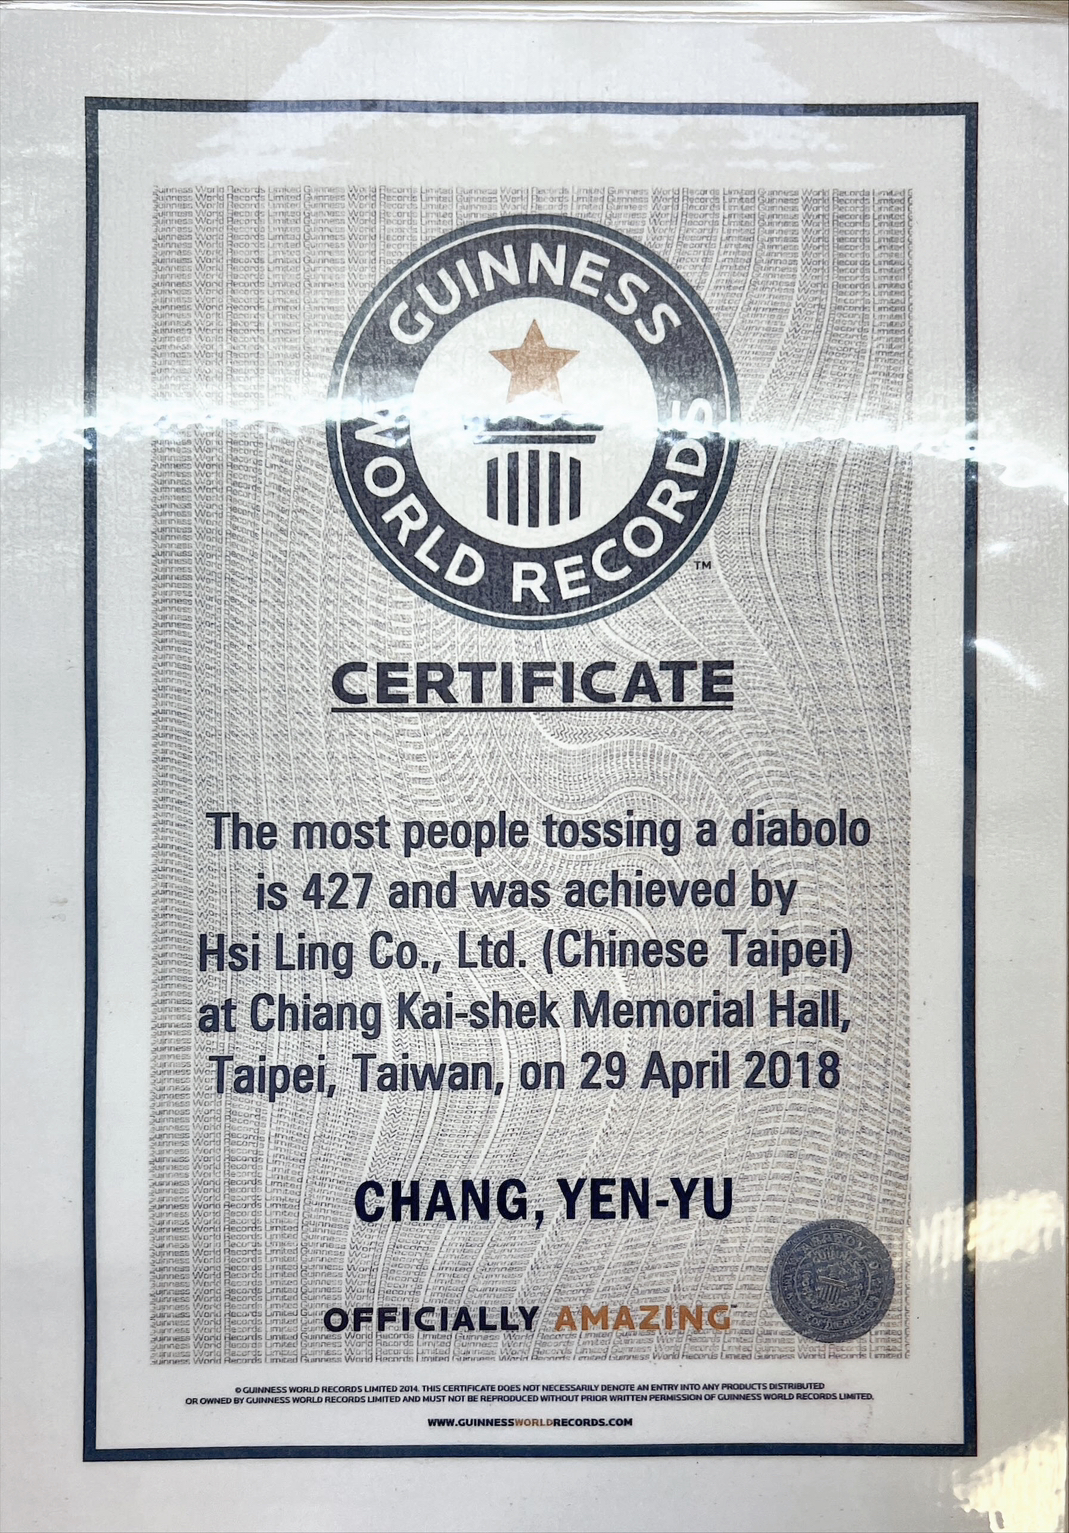 GUINNESS
WORLD RECORDS
TM
CERTIFICATE
The most people tossing a diabolo
is 427 and was achieved by
Hsi Ling Co., Ltd. (Chinese Taipei)
at Chiang Kai-shek Memorial Hall,
Taipei, Taiwan, on 29 April 2018
CHANG, YEN-YU
OFFICIALLY AMAZING
© GUINNESS WORLD RECORDS LIMITED 2014. THIS CERTIFICATE DOES NOT NECESSARILY DENOTE AN ENTRY INTO ANY PRODUCTS DISTRIBUTED
OR OWNED BY GUINNESS WORLD RECORDS LIMITED AND MUST NOT BE REPRODUCED WITHOUT PRIOR WRITTEN PERMISSION OF GUINNESS WORLD RECORDS LIMITED.
WWW.GUINNESSWORLDRECORDS.COM